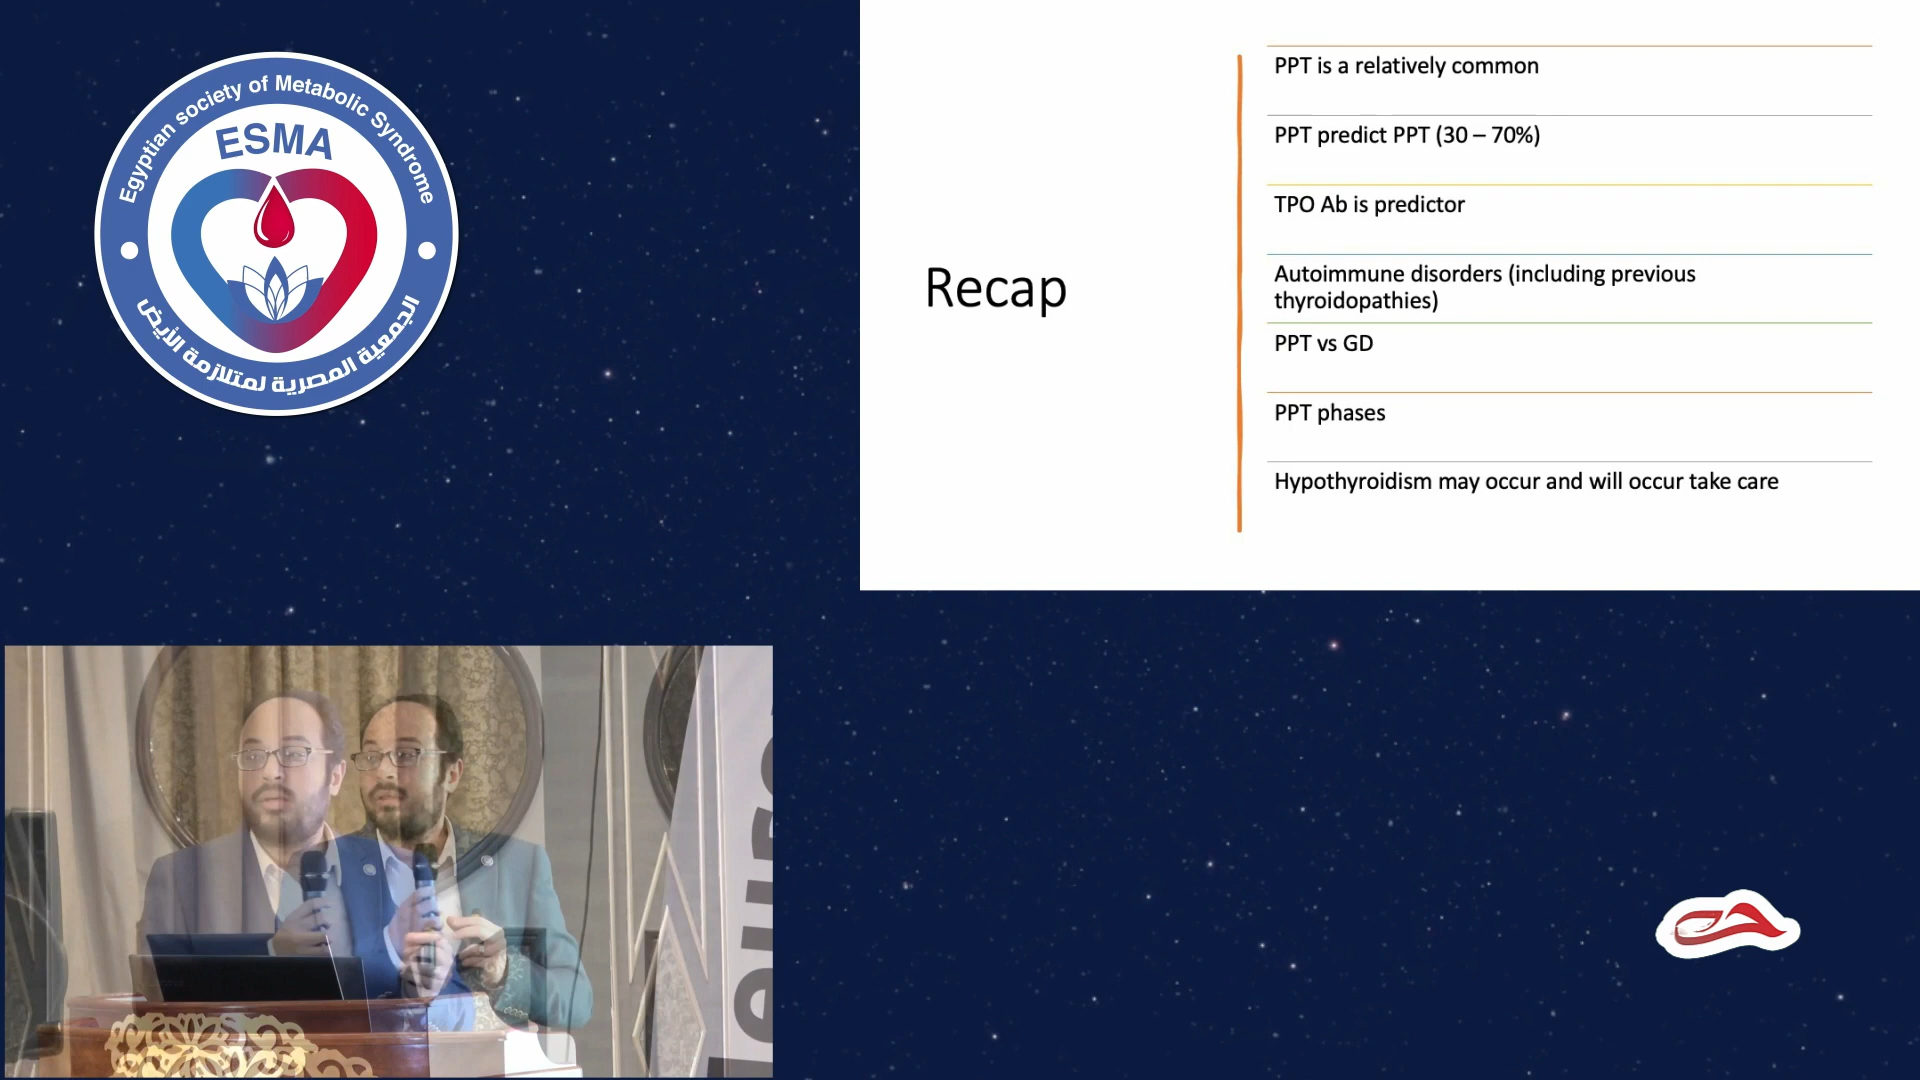 Egyptian society of Metabolic Syndrome
ESMA
الجمعية المصرية لمتلازمة الأيض
Recap
PPT is a relatively common
PPT predict PPT (30 – 70%)
TPO Ab is predictor
Autoimmune disorders (including previous
thyroidopathies)
PPT vs GD
PPT phases
Hypothyroidism may occur and will occur take care